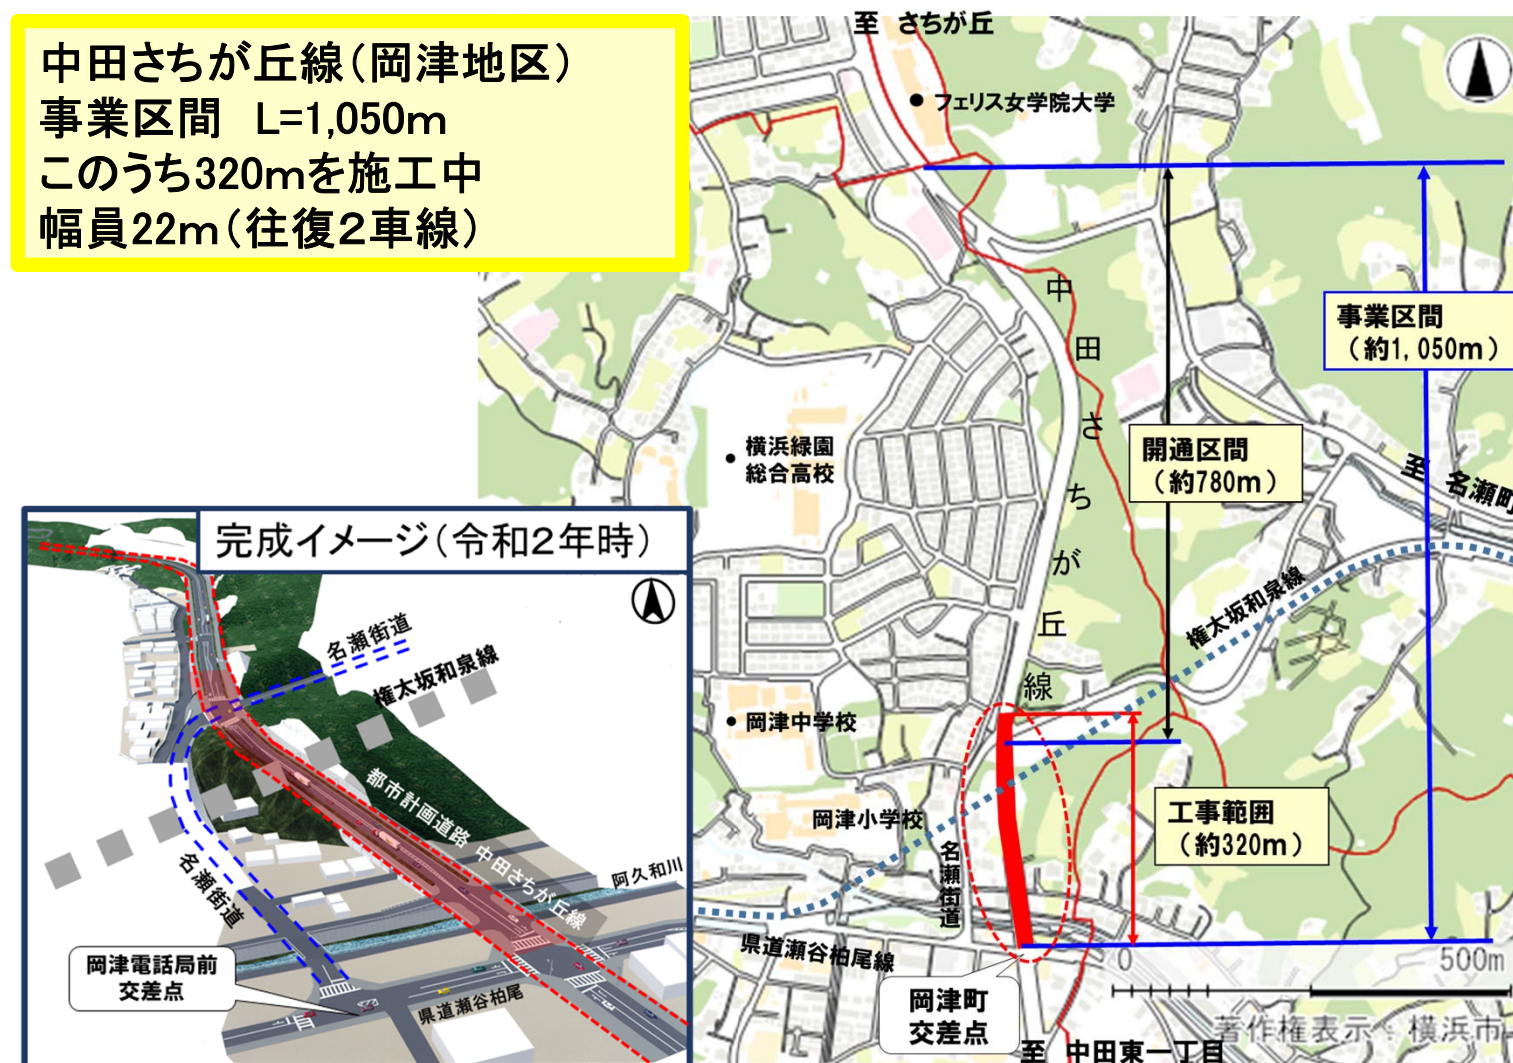 中田さちが丘線（岡津地区）
事業区間　L=1,050m
このうち320mを施工中
幅員22m（往復２車線）
至 さちが丘
フェリス女学院大学
中田さちが丘線
事業区間
（約1,050m）
開通区間
（約780m）
横浜緑園
総合高校
至 名瀬町
権太坂和泉線
岡津中学校
岡津小学校
名瀬街道
工事範囲
（約320m）
県道瀬谷柏尾線
岡津町
交差点
0
500m
著作権表示：横浜市
至 中田東一丁目
完成イメージ（令和２年時）
名瀬街道
権太坂和泉線
都市計画道路 中田さちが丘線
名瀬街道
阿久和川
岡津電話局前
交差点
県道瀬谷柏尾